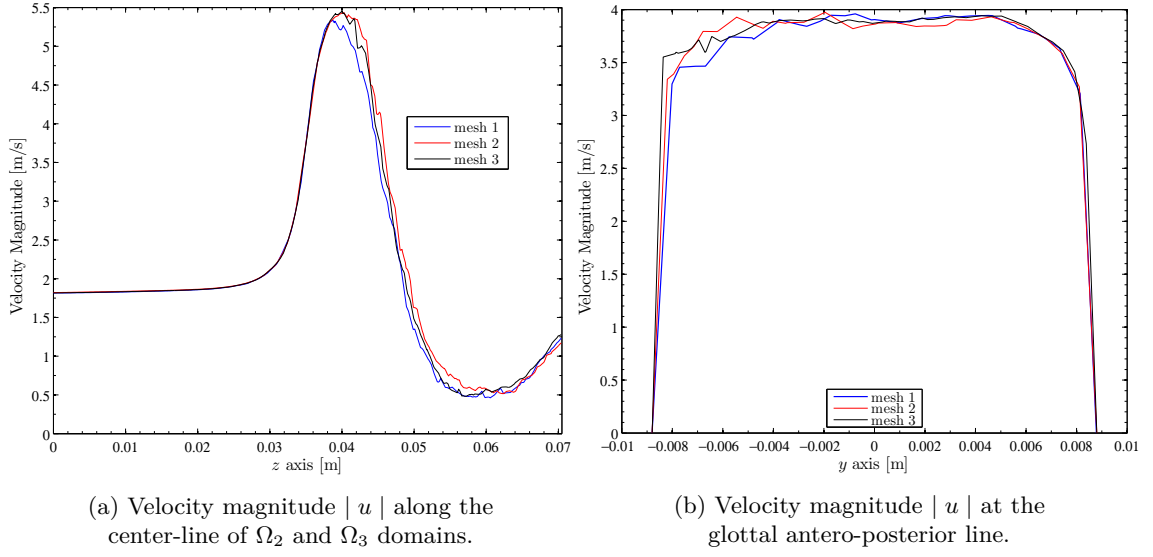 5.5
5
4.5
4
3.5
3
2.5
2
1.5
1
0.5
0
Velocity Magnitude [m/s]
mesh 1
mesh 2
mesh 3
0 0.01 0.02 0.03 0.04 0.05 0.06 0.07
z axis [m]
(a) Velocity magnitude | u | along the
center-line of Ω2 and Ω3 domains.
4
3.5
3
2.5
2
1.5
1
0.5
0
Velocity Magnitude [m/s]
mesh 1
mesh 2
mesh 3
−0.01 −0.008 −0.006 −0.004 −0.002 0 0.002 0.004 0.006 0.008 0.01
y axis [m]
(b) Velocity magnitude | u | at the
glottal antero-posterior line.